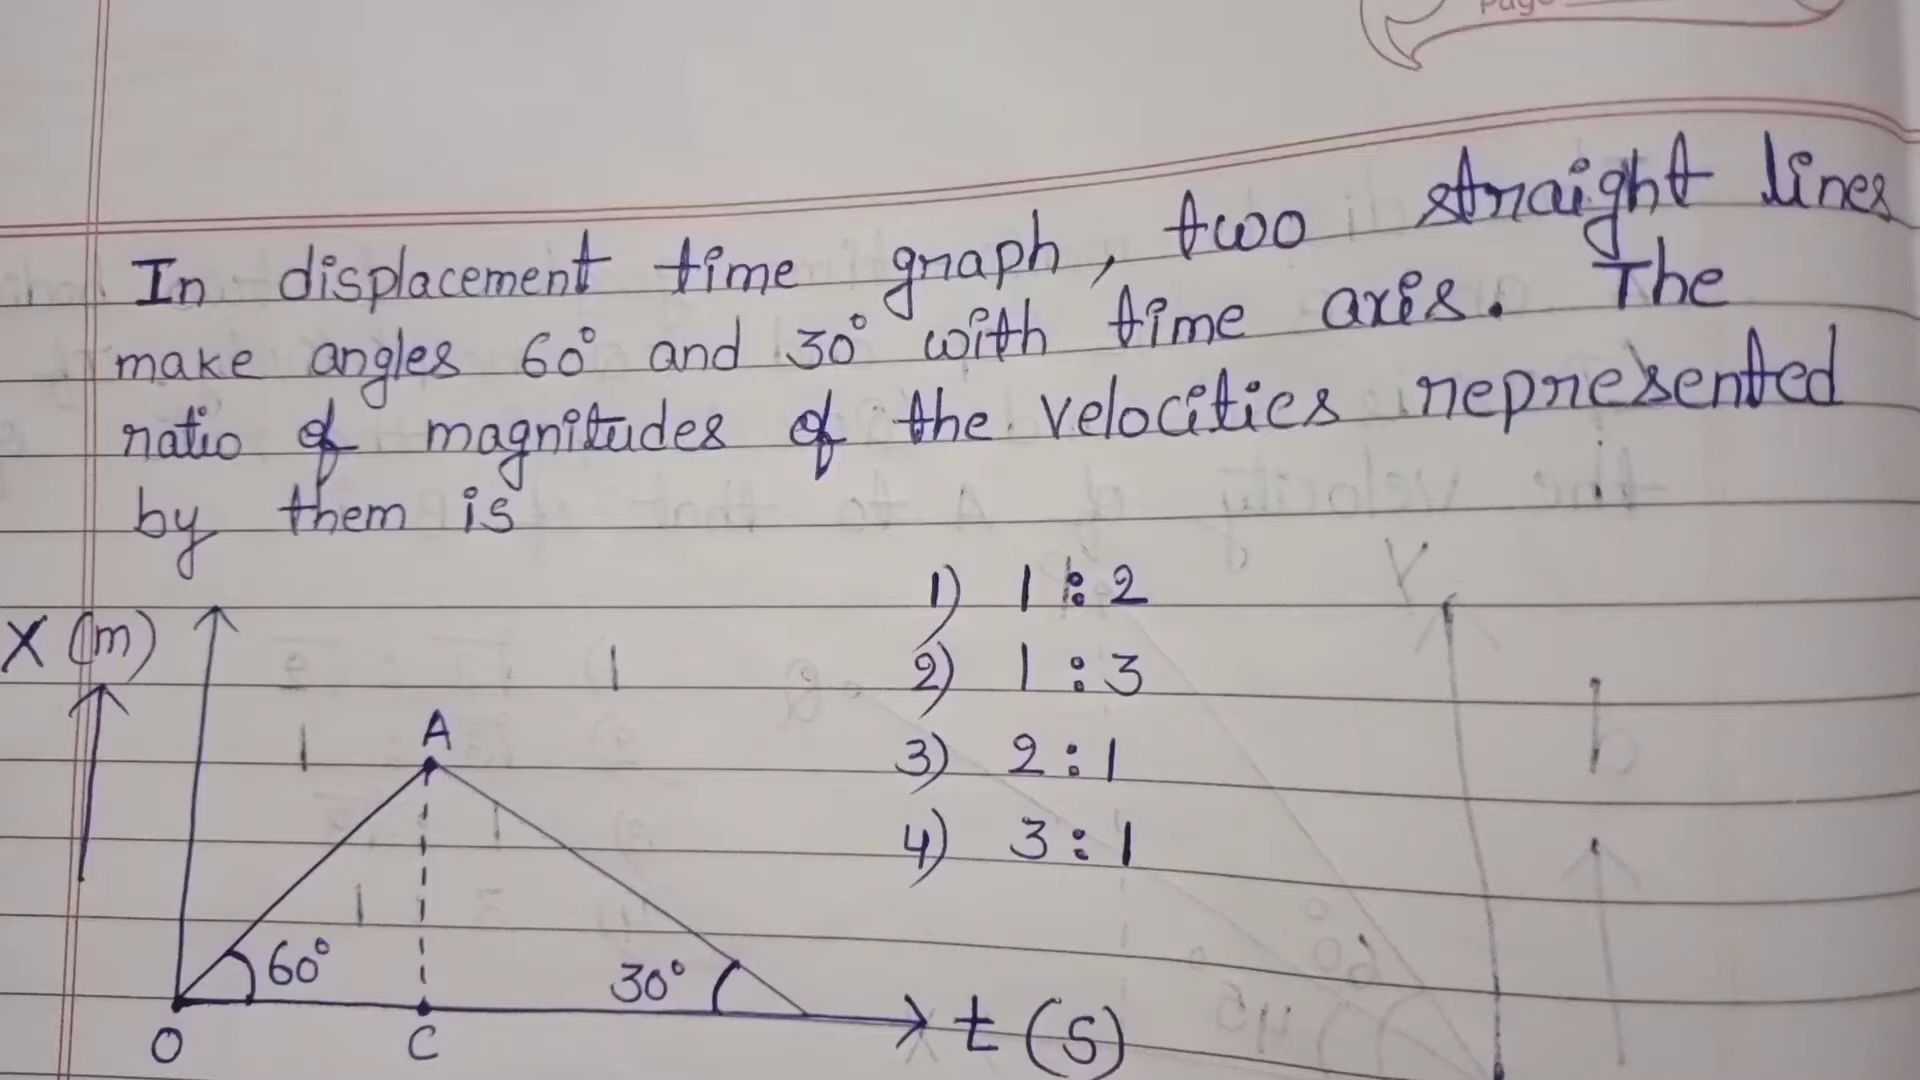 Page
In displacement time graph, two straight lines
make angles 60° and 30° with time axis. The
ratio of magnitudes of the velocities represented
by them is
1) 1 : 2
2) 1 : 3
3) 2 : 1
4) 3 : 1
X (m)
A
60°
30°
O
C
t (s)